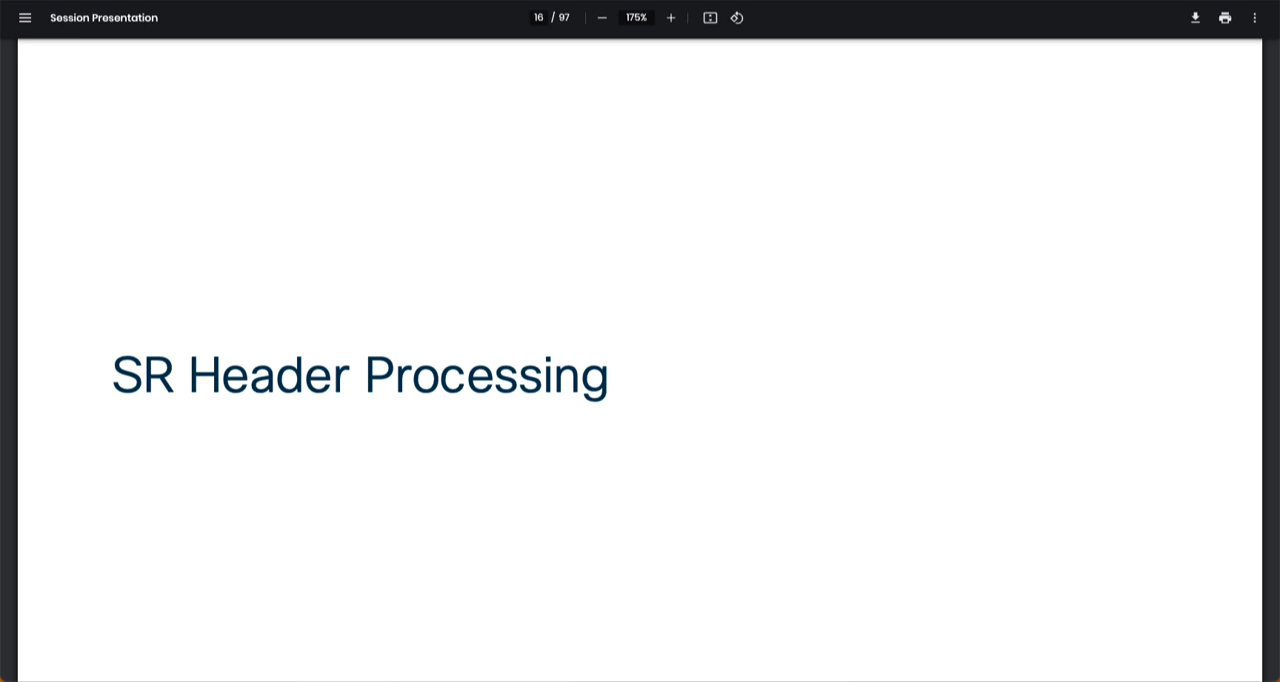 Session Presentation
16 / 97
175%
SR Header Processing